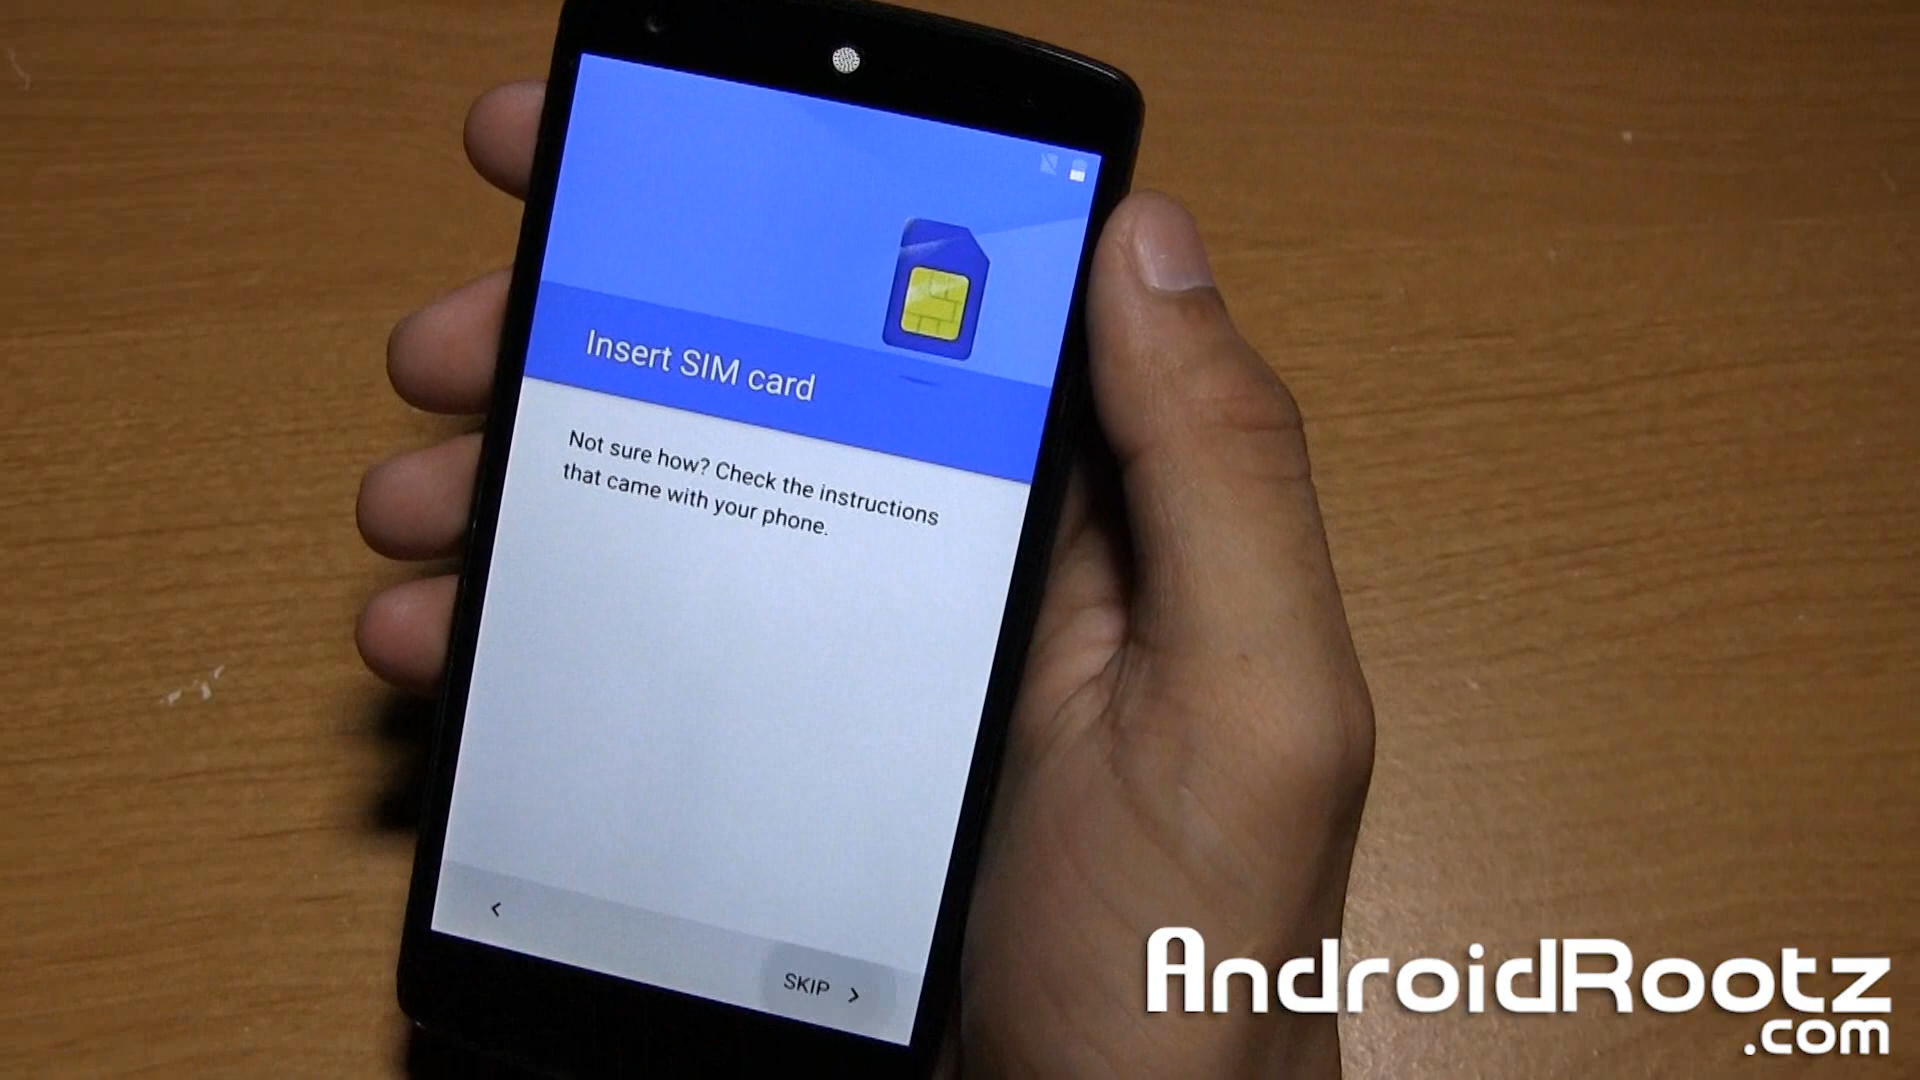 Insert SIM card
Not sure how? Check the instructions
that came with your phone.
SKIP
AndroidRootz
.com